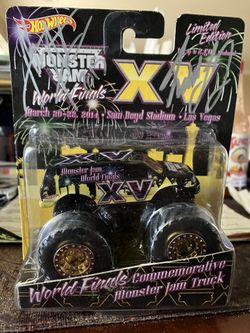 Hot Wheels
Limited
Edition
MONSTER
JAM
XV
World Finals
March 20-22, 2014 • Sam Boyd Stadium • Las Vegas
Monster Jam
World Finals
XV
World Finals Commemorative
Monster Jam Truck